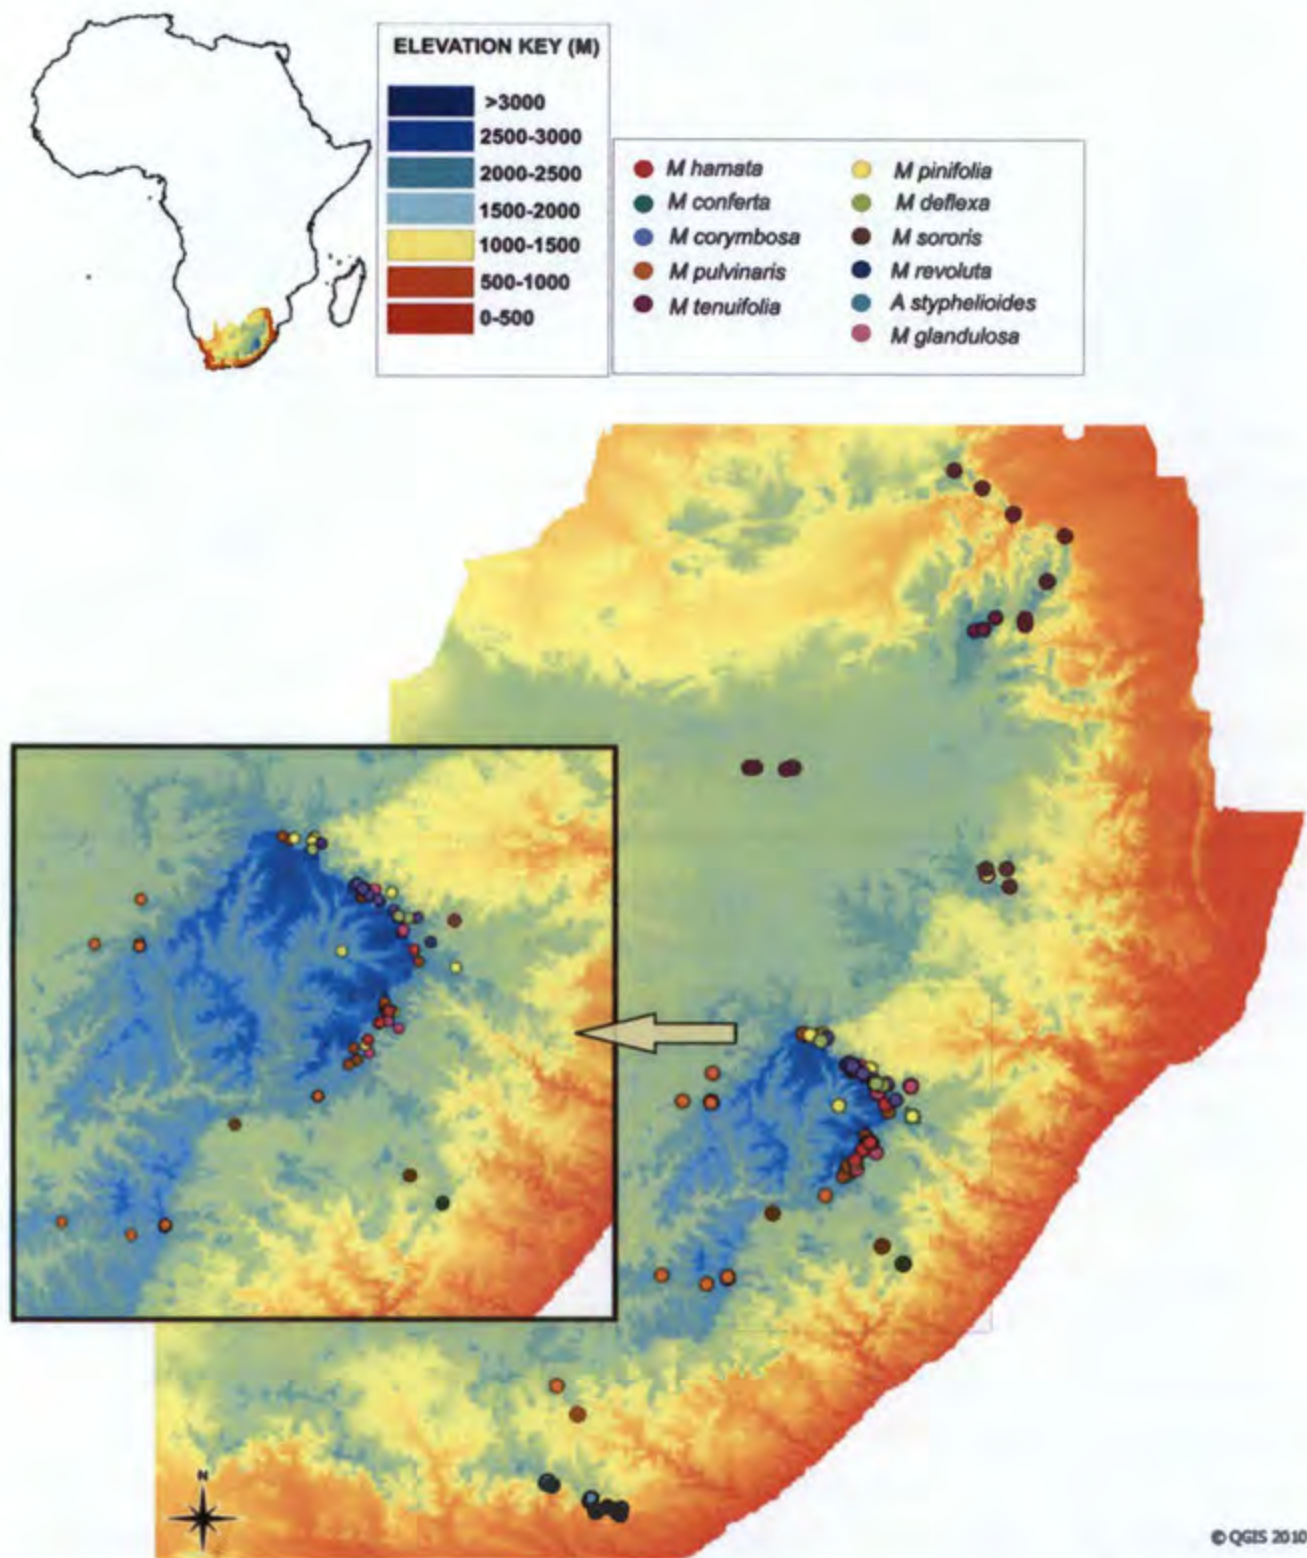 ELEVATION KEY (M)
>3000
2500-3000
2000-2500
1500-2000
1000-1500
500-1000
0-500
M hamata
M conferta
M corymbosa
M pulvinaris
M tenuifolia
M pinifolia
M deflexa
M sororis
M revoluta
A styphelioides
M glandulosa
N
© QGIS 2010